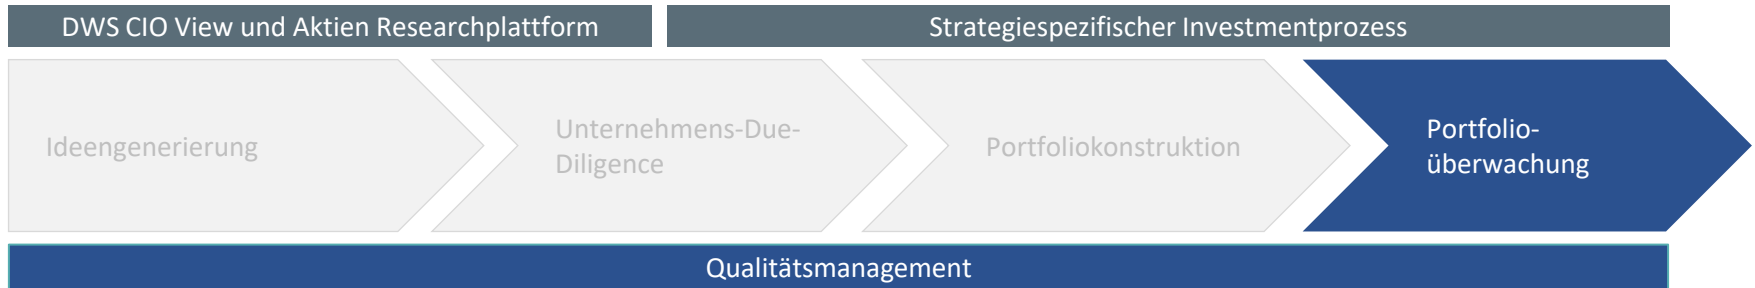 DWS CIO View und Aktien Researchplattform
Strategiespezifischer Investmentprozess
Ideengenerierung
Unternehmens-Due-
Diligence
Portfoliokonstruktion
Portfolio-
überwachung
Qualitätsmanagement